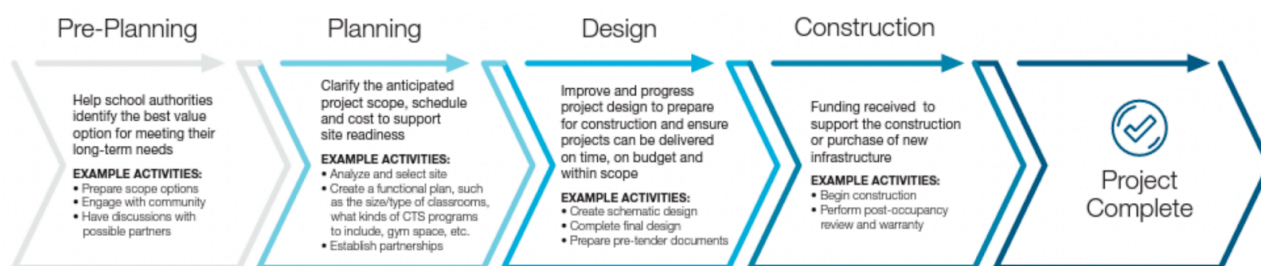 Pre-Planning
Help school authorities
identify the best value
option for meeting their
long-term needs
EXAMPLE ACTIVITIES:
• Prepare scope options
• Engage with community
• Have discussions with
possible partners
Planning
Clarify the anticipated
project scope, schedule
and cost to support
site readiness
EXAMPLE ACTIVITIES:
• Analyze and select site
• Create a functional plan, such
as the size/type of classrooms,
what kinds of CTS programs
to include, gym space, etc.
• Establish partnerships
Design
Improve and progress
project design to prepare
for construction and ensure
projects can be delivered
on time, on budget and
within scope
EXAMPLE ACTIVITIES:
• Create schematic design
• Complete final design
• Prepare pre-tender documents
Construction
Funding received to
support the construction
or purchase of new
infrastructure
EXAMPLE ACTIVITIES:
• Begin construction
• Perform post-occupancy
review and warranty
Project
Complete